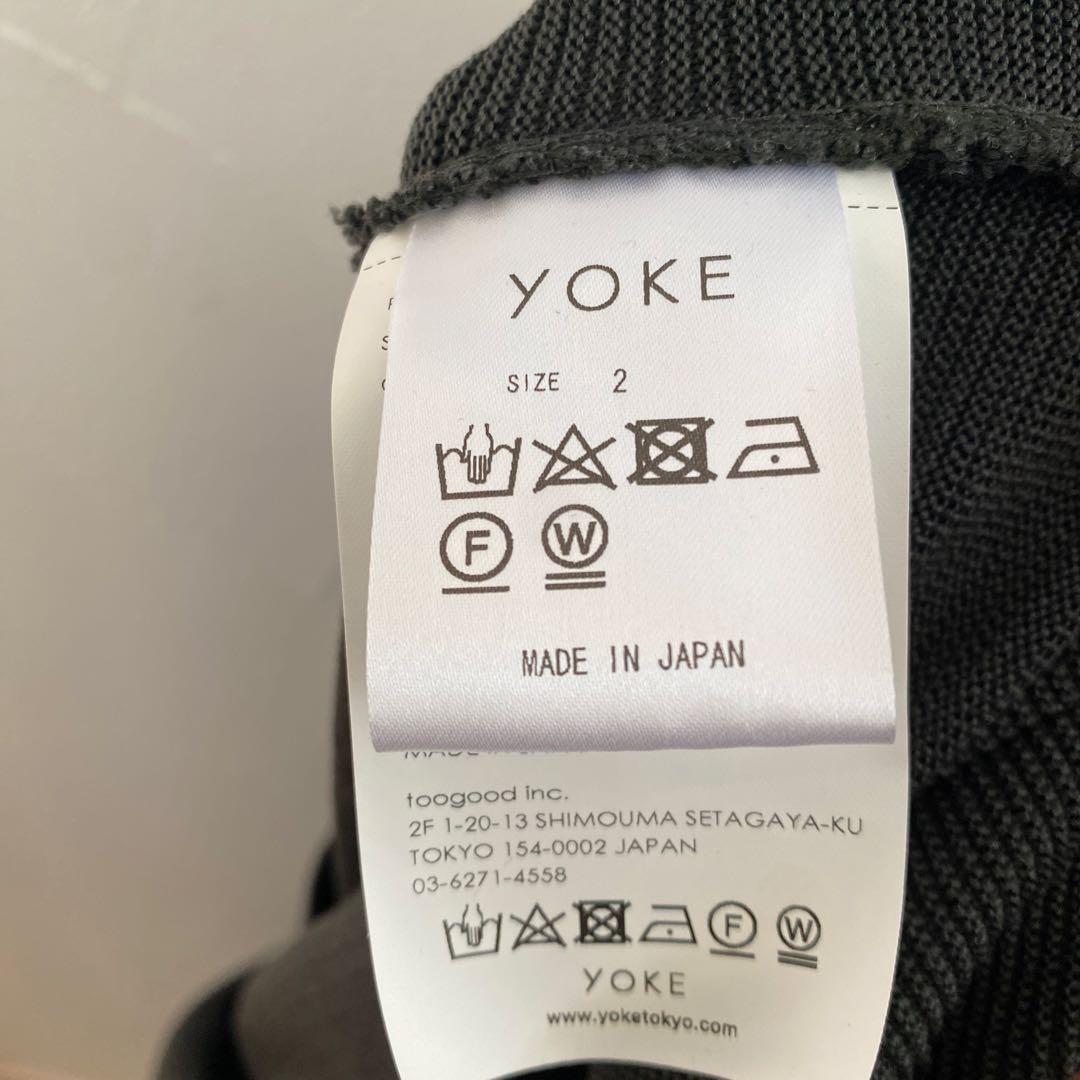 YOKE
SIZE 2
F
W
MADE IN JAPAN
MADE
toogood inc.
2F 1-20-13 SHIMOUMA SETAGAYA-KU
TOKYO 154-0002 JAPAN
03-6271-4558
F W
YOKE
www.yoketokyo.com